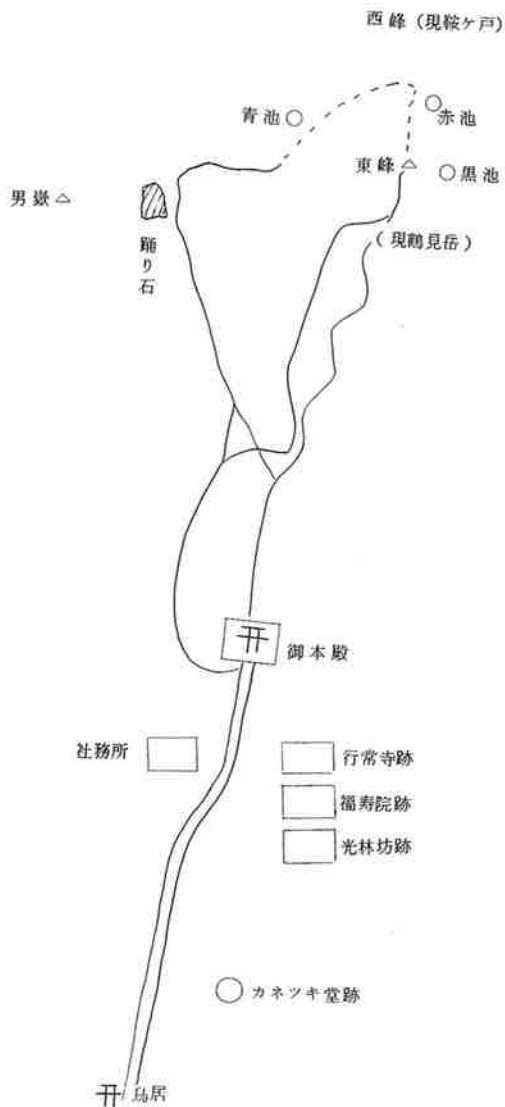 西峰（現鞍ケ戸）
青池
赤池
東峰
黒池
男嶽
踊り石
（現鶴見岳）
御本殿
社務所
行常寺跡
福寿院跡
光林坊跡
カネツキ堂跡
鳥居